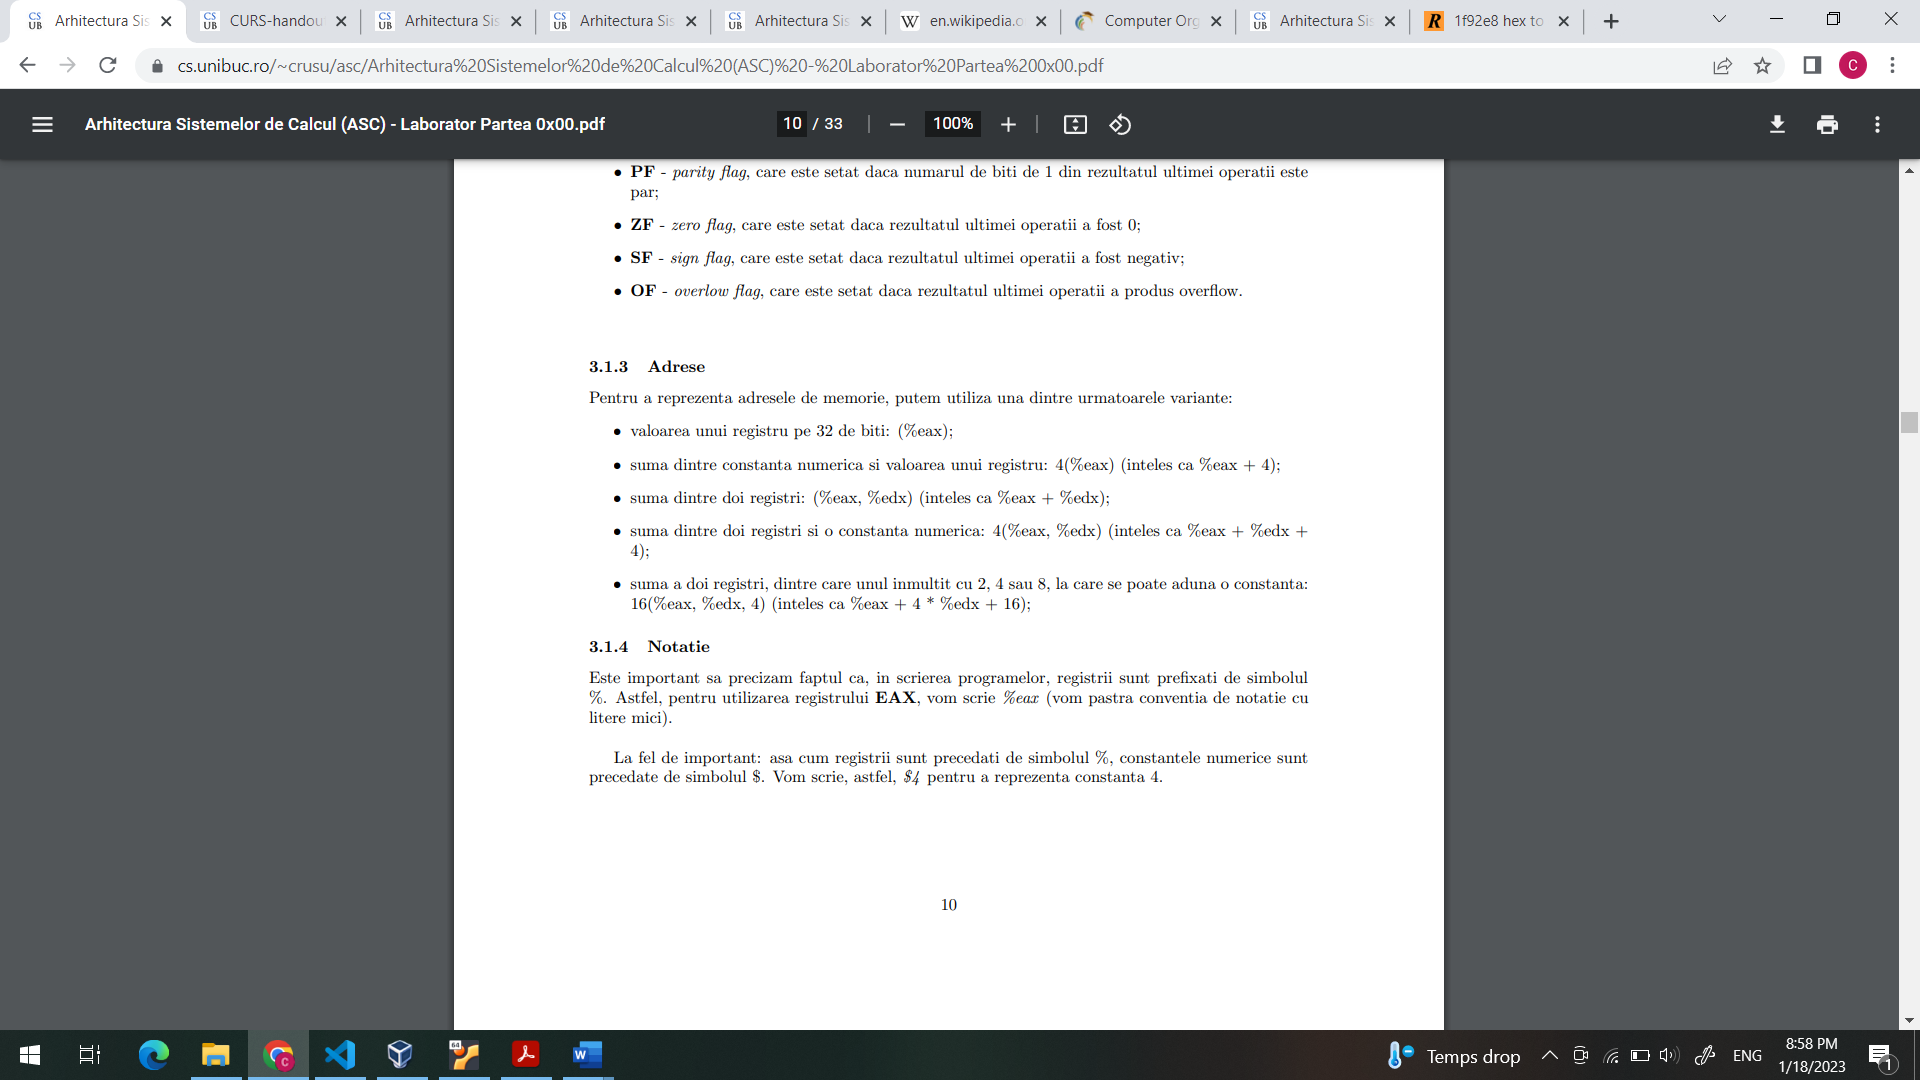 Arhitectura Sis
CURS-handou
Arhitectura Sis
Arhitectura Sis
Arhitectura Sis
en.wikipedia.o
Computer Org
Arhitectura Sis
1f92e8 hex to
cs.unibuc.ro/~crusu/asc/Arhitectura%20Sistemelor%20de%20Calcul%20(ASC)%20-%20Laborator%20Partea%200x00.pdf
C
Arhitectura Sistemelor de Calcul (ASC) - Laborator Partea 0x00.pdf
10 / 33
100%
• PF - parity flag, care este setat daca numarul de biti de 1 din rezultatul ultimei operatii este
par;
• ZF - zero flag, care este setat daca rezultatul ultimei operatii a fost 0;
• SF - sign flag, care este setat daca rezultatul ultimei operatii a fost negativ;
• OF - overlow flag, care este setat daca rezultatul ultimei operatii a produs overflow.
3.1.3 Adrese
Pentru a reprezenta adresele de memorie, putem utiliza una dintre urmatoarele variante:
• valoarea unui registru pe 32 de biti: (%eax);
• suma dintre constanta numerica si valoarea unui registru: 4(%eax) (inteles ca %eax + 4);
• suma dintre doi registri: (%eax, %edx) (inteles ca %eax + %edx);
• suma dintre doi registri si o constanta numerica: 4(%eax, %edx) (inteles ca %eax + %edx +
4);
• suma a doi registri, dintre care unul inmultit cu 2, 4 sau 8, la care se poate aduna o constanta:
16(%eax, %edx, 4) (inteles ca %eax + 4 * %edx + 16);
3.1.4 Notatie
Este important sa precizam faptul ca, in scrierea programelor, registrii sunt prefixati de simbolul
%. Astfel, pentru utilizarea registrului EAX, vom scrie %eax (vom pastra conventia de notatie cu
litere mici).
La fel de important: asa cum registrii sunt precedati de simbolul %, constantele numerice sunt
precedate de simbolul $. Vom scrie, astfel, $4 pentru a reprezenta constanta 4.
10
Temps drop
ENG
8:58 PM
1/18/2023
1